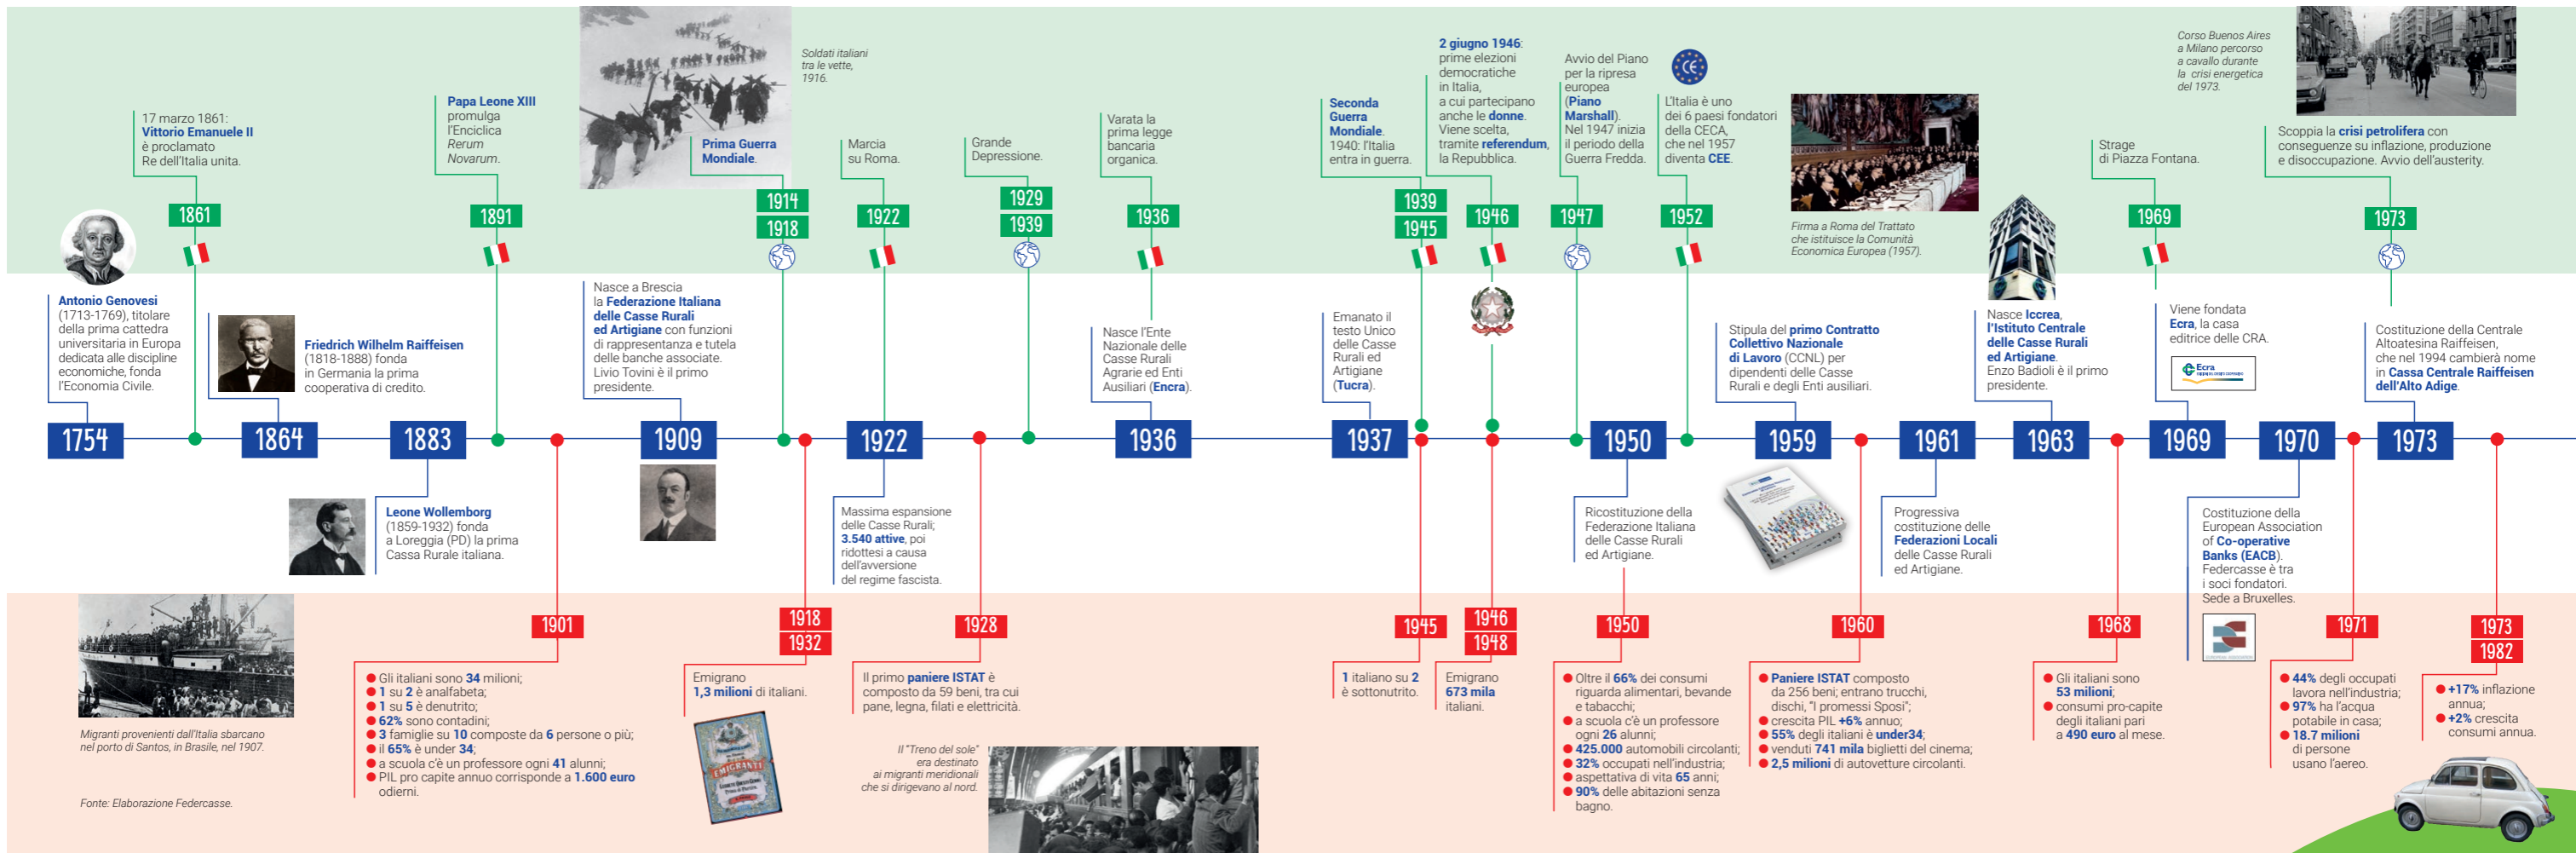 Soldati italiani
tra le vette,
1916.
17 marzo 1861:
Vittorio Emanuele II
è proclamato
Re dell'Italia unita.
1861
Papa Leone XIII
promulga
l'Enciclica
Rerum
Novarum.
1891
Prima Guerra
Mondiale.
1914
1918
Marcia
su Roma.
1922
Grande
Depressione.
1929
1939
Varata la
prima legge
bancaria
organica.
1936
Seconda
Guerra
Mondiale.
1940: l'Italia
entra in guerra.
1939
1945
2 giugno 1946:
prime elezioni
democratiche
in Italia,
a cui partecipano
anche le donne.
Viene scelta,
tramite referendum,
la Repubblica.
1946
Avvio del Piano
per la ripresa
europea
(Piano
Marshall).
Nel 1947 inizia
il periodo della
Guerra Fredda.
1947
CE
L'Italia è uno
dei 6 paesi fondatori
della CECA,
che nel 1957
diventa CEE.
1952
Firma a Roma del Trattato
che istituisce la Comunità
Economica Europea (1957).
Strage
di Piazza Fontana.
1969
Corso Buenos Aires
a Milano percorso
a cavallo durante
la crisi energetica
del 1973.
Scoppia la crisi petrolifera con
conseguenze su inflazione, produzione
e disoccupazione. Avvio dell'austerity.
1973
Antonio Genovesi
(1713-1769), titolare
della prima cattedra
universitaria in Europa
dedicata alle discipline
economiche, fonda
l'Economia Civile.
1754
Friedrich Wilhelm Raiffeisen
(1818-1888) fonda
in Germania la prima
cooperativa di credito.
1864
1883
Leone Wollemborg
(1859-1932) fonda
a Loreggia (PD) la prima
Cassa Rurale italiana.
Nasce a Brescia
la Federazione Italiana
delle Casse Rurali
ed Artigiane con funzioni
di rappresentanza e tutela
delle banche associate.
Livio Tovini è il primo
presidente.
1909
1922
Massima espansione
delle Casse Rurali;
3.540 attive, poi
ridottesi a causa
dell'avversione
del regime fascista.
Nasce l'Ente
Nazionale delle
Casse Rurali
Agrarie ed Enti
Ausiliari (Encra).
1936
Emanato il
testo Unico
delle Casse
Rurali ed
Artigiane
(Tucra).
1937
1950
Ricostituzione della
Federazione Italiana
delle Casse Rurali
ed Artigiane.
Stipula del primo Contratto
Collettivo Nazionale
di Lavoro (CCNL) per
dipendenti delle Casse
Rurali e degli Enti ausiliari.
1959
1961
Progressiva
costituzione delle
Federazioni Locali
delle Casse Rurali
ed Artigiane.
Nasce Iccrea,
l'Istituto Centrale
delle Casse Rurali
ed Artigiane.
Enzo Badioli è il primo
presidente.
1963
Viene fondata
Ecra, la casa
editrice delle CRA.
Ecra
1969
1970
Costituzione della
European Association
of Co-operative
Banks (EACB).
Federcasse è tra
i soci fondatori.
Sede a Bruxelles.
Costituzione della Centrale
Altoatesina Raiffeisen,
che nel 1994 cambierà nome
in Cassa Centrale Raiffeisen
dell'Alto Adige.
1973
Migranti provenienti dall'Italia sbarcano
nel porto di Santos, in Brasile, nel 1907.
Fonte: Elaborazione Federcasse.
1901
Gli italiani sono 34 milioni;
1 su 2 è analfabeta;
1 su 5 è denutrito;
62% sono contadini;
3 famiglie su 10 composte da 6 persone o più;
il 65% è under 34;
a scuola c'è un professore ogni 41 alunni;
PIL pro capite annuo corrisponde a 1.600 euro
odierni.
1918
1932
Emigrano
1,3 milioni di italiani.
EMIGRANTI
1928
Il primo paniere ISTAT è
composto da 59 beni, tra cui
pane, legna, filati e elettricità.
Il "Treno del sole"
era destinato
ai migranti meridionali
che si dirigevano al nord.
1945
1 italiano su 2
è sottonutrito.
1946
1948
Emigrano
673 mila
italiani.
1950
Oltre il 66% dei consumi
riguarda alimentari, bevande
e tabacchi;
a scuola c'è un professore
ogni 26 alunni;
425.000 automobili circolanti;
32% occupati nell'industria;
aspettativa di vita 65 anni;
90% delle abitazioni senza
bagno.
1960
Paniere ISTAT composto
da 256 beni; entrano trucchi,
dischi, "I promessi Sposi";
crescita PIL +6% annuo;
55% degli italiani è under34;
venduti 741 mila biglietti del cinema;
2,5 milioni di autovetture circolanti.
1968
Gli italiani sono
53 milioni;
consumi pro-capite
degli italiani pari
a 490 euro al mese.
1971
44% degli occupati
lavora nell'industria;
97% ha l'acqua
potabile in casa;
18.7 milioni
di persone
usano l'aereo.
1973
1982
+17% inflazione
annua;
+2% crescita
consumi annua.